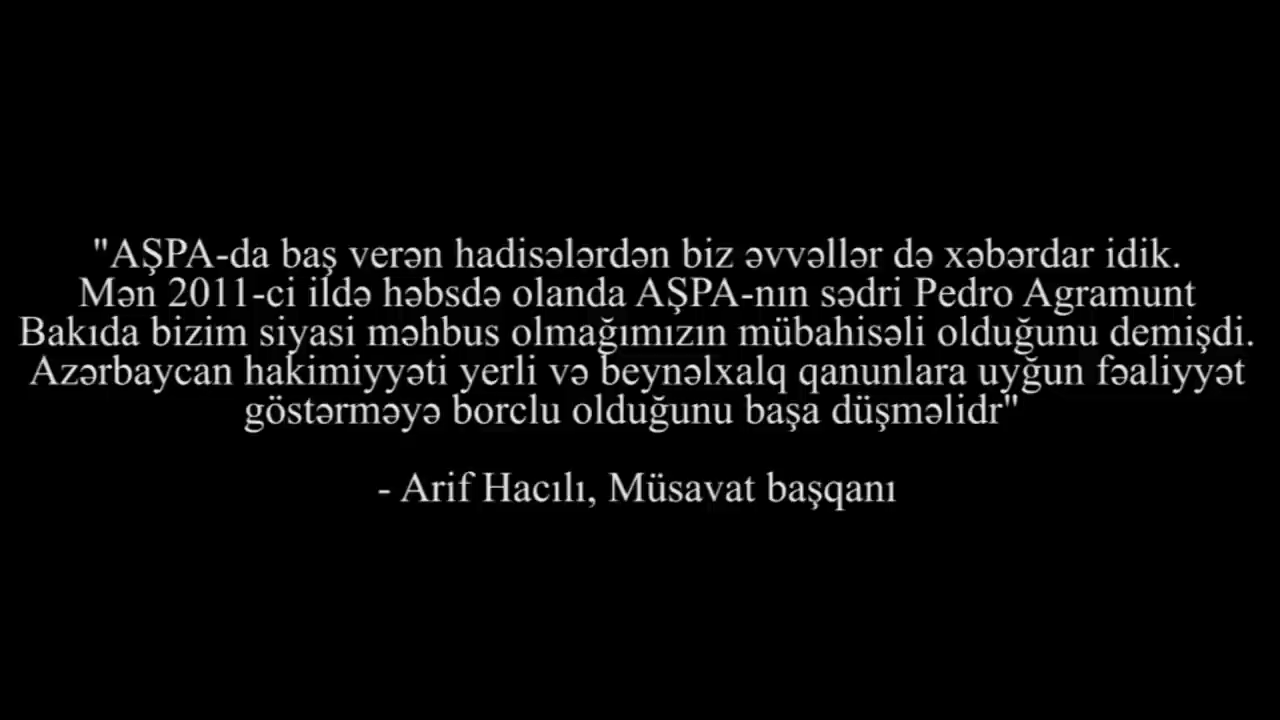 "AŞPA-da baş verən hadisələrdən biz əvvəllər də xəbərdar idik.
Mən 2011-ci ildə həbsdə olanda AŞPA-nın sədri Pedro Agramunt
Bakıda bizim siyasi məhbus olmağımızın mübahisəli olduğunu demişdi.
Azərbaycan hakimiyyəti yerli və beynəlxalq qanunlara uyğun fəaliyyət
göstərməyə borclu olduğunu başa düşməlidr"
- Arif Hacılı, Müsavat başqanı